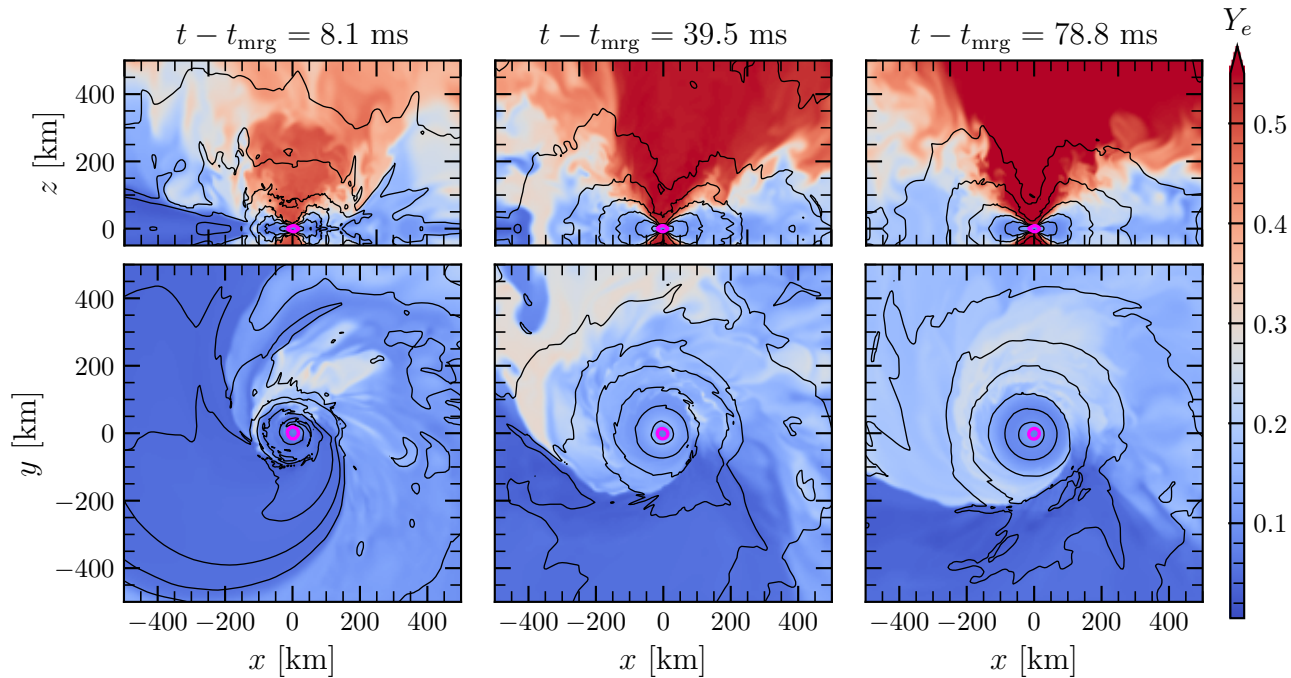 t − t_mrg = 8.1 ms
t − t_mrg = 39.5 ms
t − t_mrg = 78.8 ms
Y_e
z [km]
400
200
0
y [km]
400
200
0
−200
−400
−400 −200 0 200 400
−400 −200 0 200 400
−400 −200 0 200 400
x [km]
x [km]
x [km]
0.5
0.4
0.3
0.2
0.1